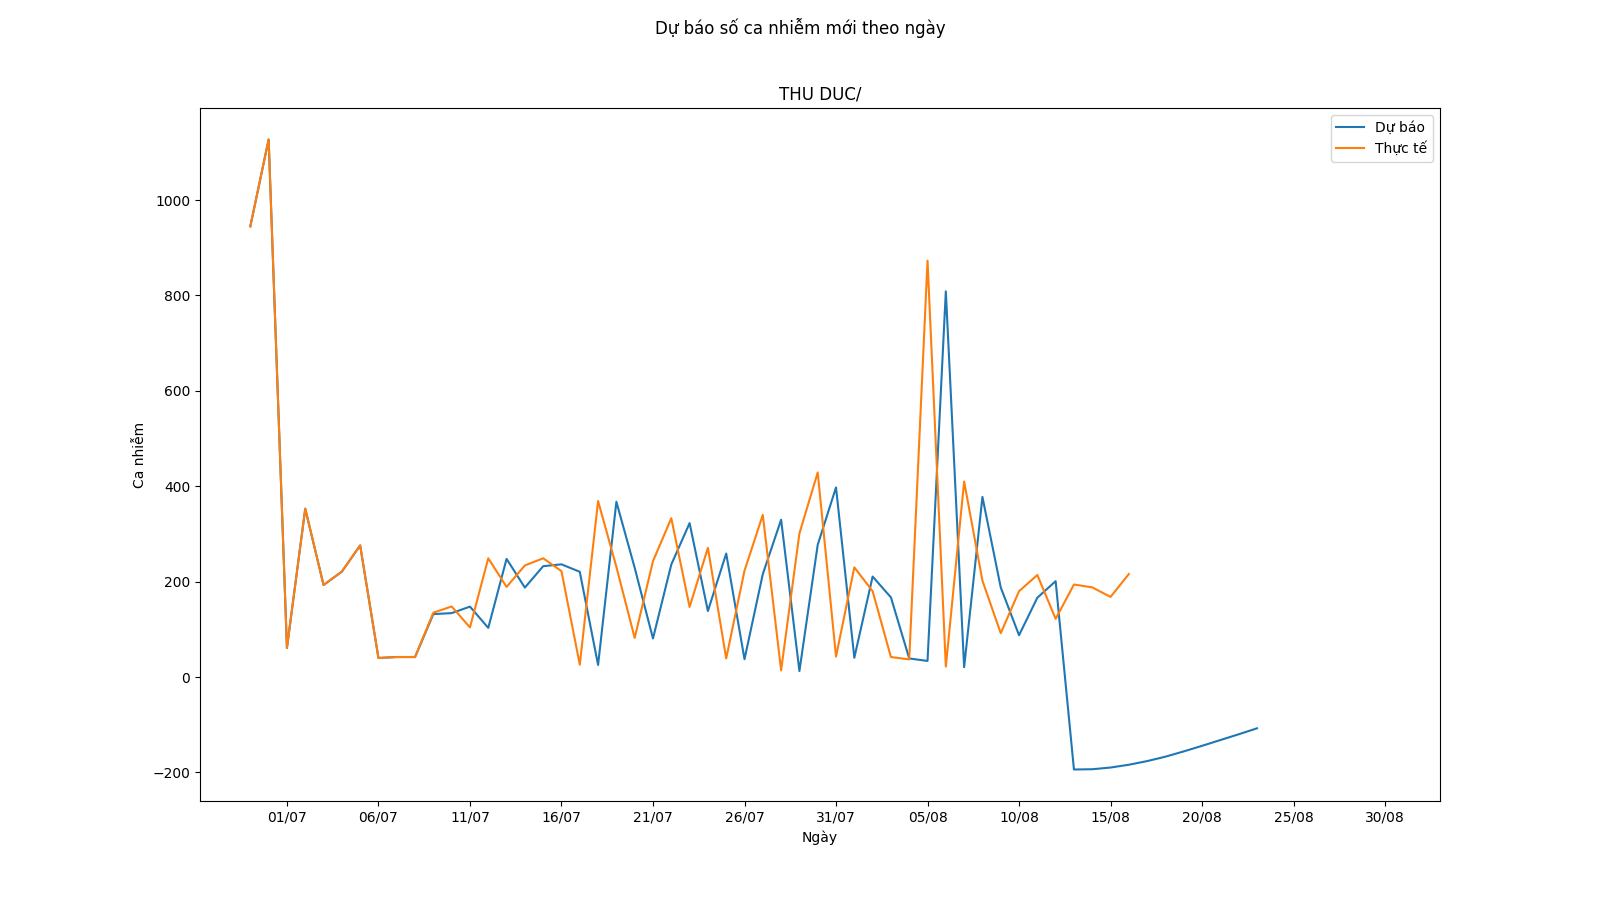 Dự báo số ca nhiễm mới theo ngày
THU DUC/
Dự báo
Thực tế
1000
800
600
400
200
0
−200
Ca nhiễm
01/07 06/07 11/07 16/07 21/07 26/07 31/07 05/08 10/08 15/08 20/08 25/08 30/08
Ngày